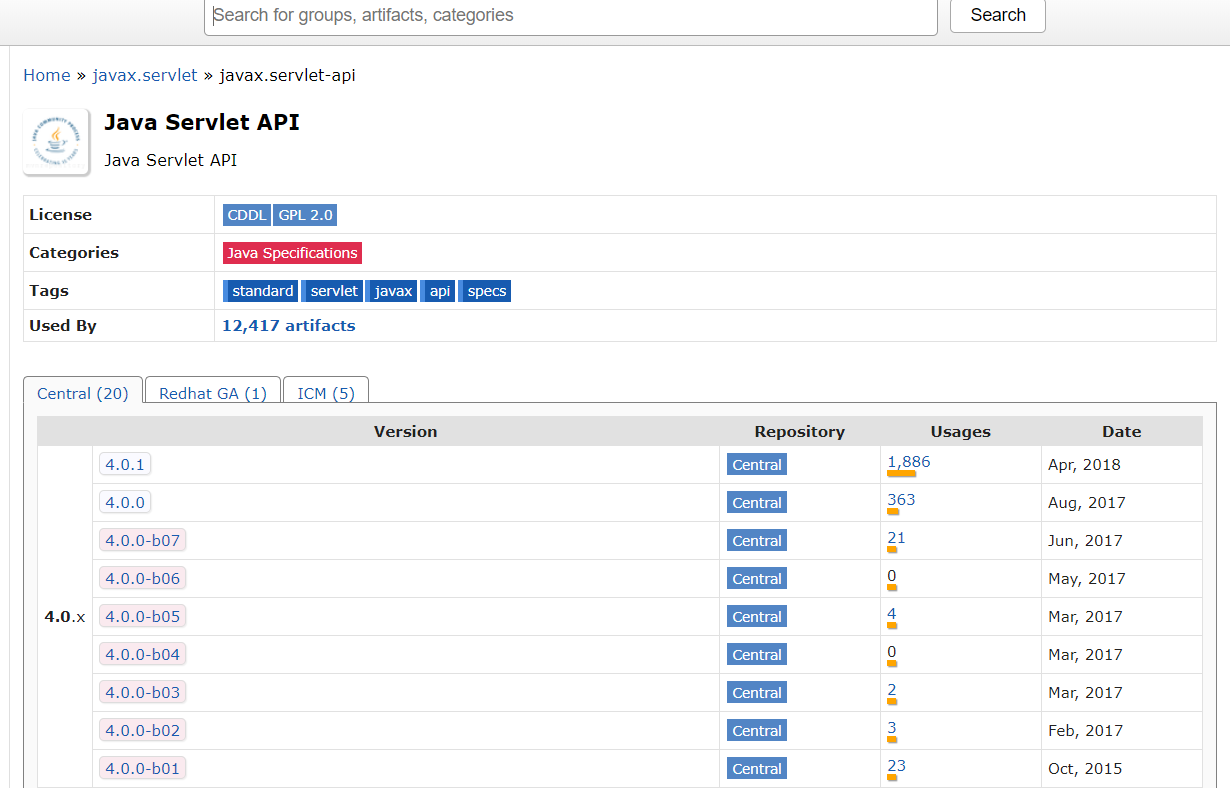 Search for groups, artifacts, categories
Search
Home » javax.servlet » javax.servlet-api
Java Servlet API
Java Servlet API
License CDDL GPL 2.0
Categories Java Specifications
Tags standard servlet javax api specs
Used By 12,417 artifacts
Central (20) Redhat GA (1) ICM (5)
Version Repository Usages Date
4.0.1 Central 1,886 Apr, 2018
4.0.0 Central 363 Aug, 2017
4.0.0-b07 Central 21 Jun, 2017
4.0.0-b06 Central 0 May, 2017
4.0.x 4.0.0-b05 Central 4 Mar, 2017
4.0.0-b04 Central 0 Mar, 2017
4.0.0-b03 Central 2 Mar, 2017
4.0.0-b02 Central 3 Feb, 2017
4.0.0-b01 Central 23 Oct, 2015